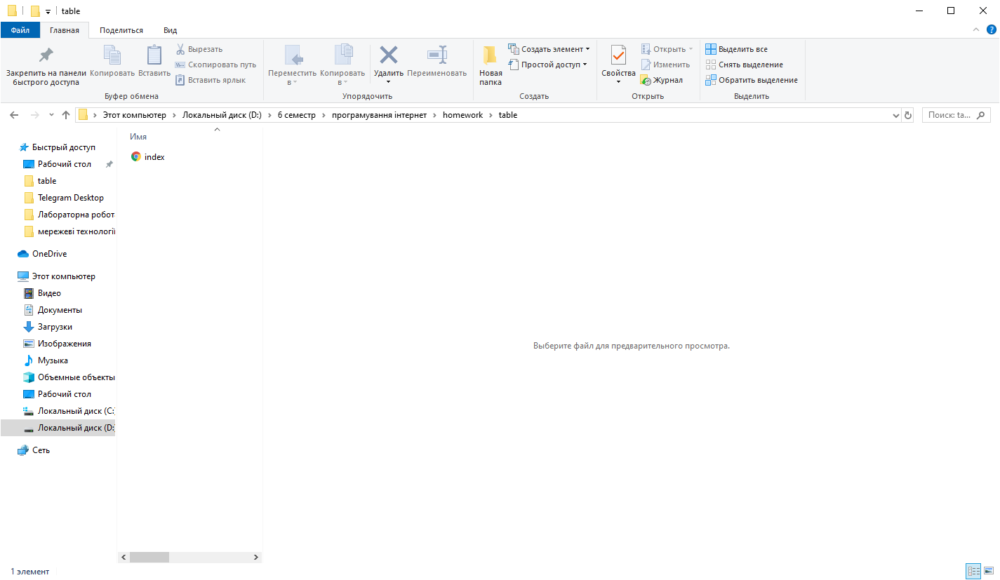 table
Файл Главная Поделиться Вид
Закрепить на панели быстрого доступа
Копировать
Вставить
Вырезать
Скопировать путь
Вставить ярлык
Буфер обмена
Переместить в
Копировать в
Удалить
Переименовать
Упорядочить
Новая папка
Создать элемент
Простой доступ
Создать
Свойства
Открыть
Изменить
Журнал
Открыть
Выделить все
Снять выделение
Обратить выделение
Выделить
Этот компьютер › Локальный диск (D:) › 6 семестр › програмування інтернет › homework › table
Поиск: ta...
Имя
index
Быстрый доступ
Рабочий стол
table
Telegram Desktop
Лабораторна робот
мережеві технологі
OneDrive
Этот компьютер
Видео
Документы
Загрузки
Изображения
Музыка
Объемные объекты
Рабочий стол
Локальный диск (C:
Локальный диск (D:
Сеть
Выберите файл для предварительного просмотра.
1 элемент